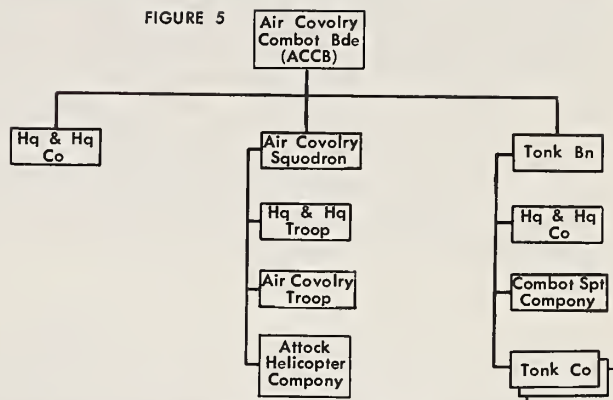 FIGURE 5
Air Covolry
Combot Bde
(ACCB)
Hq & Hq
Co
Air Covolry
Squodron
Tonk Bn
Hq & Hq
Troop
Hq & Hq
Co
Air Covolry
Troop
Combot Spt
Compony
Attock
Helicopter
Compony
Tonk Co